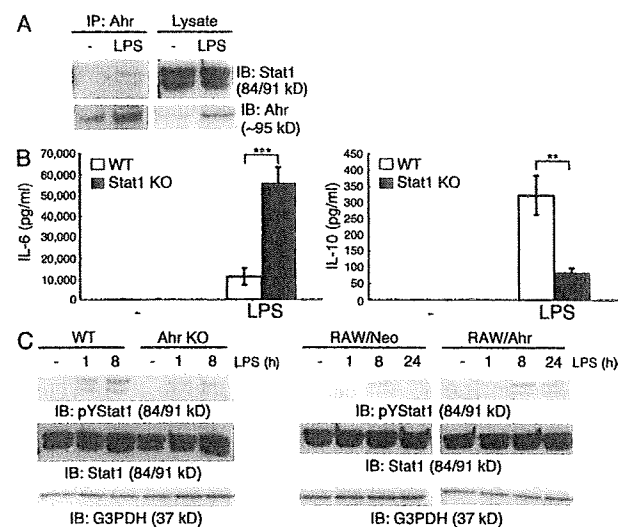 A
IP: Ahr Lysate
- LPS - LPS
IB: Stat1
(84/91 kD)
IB: Ahr
(~95 kD)
B
IL-6 (pg/ml)
70,000
60,000
50,000
40,000
30,000
20,000
10,000
0
WT
Stat1 KO
***
- LPS
IL-10 (pg/ml)
450
400
350
300
250
200
150
100
50
0
WT
Stat1 KO
**
- LPS
C
WT Ahr KO
- 1 8 - 1 8 LPS (h)
IB: pYStat1 (84/91 kD)
IB: Stat1 (84/91 kD)
IB: G3PDH (37 kD)
RAW/Neo RAW/Ahr
- 1 8 24 - 1 8 24 LPS (h)
IB: pYStat1 (84/91 kD)
IB: Stat1 (84/91 kD)
IB: G3PDH (37 kD)